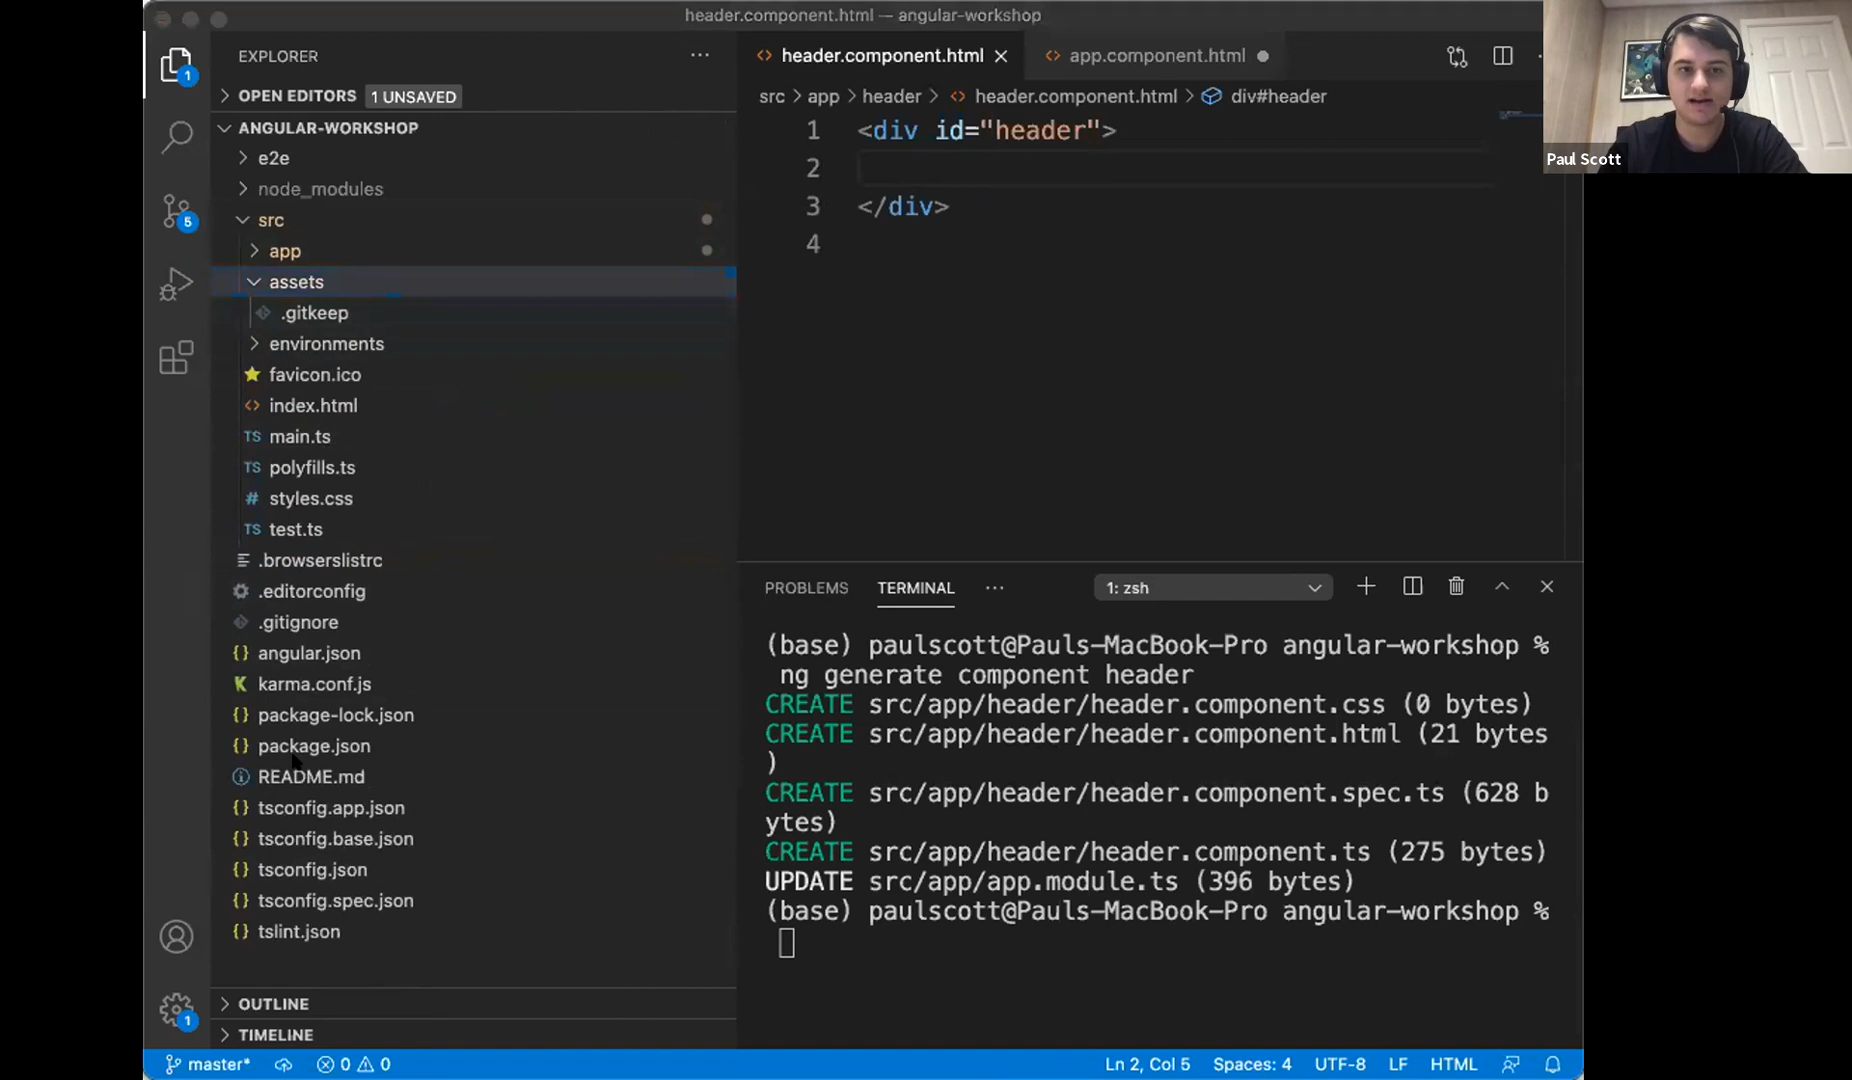 header.component.html — angular-workshop
EXPLORER
OPEN EDITORS 1 UNSAVED
ANGULAR-WORKSHOP
e2e
node_modules
src
app
assets
.gitkeep
environments
favicon.ico
index.html
TS main.ts
TS polyfills.ts
# styles.css
TS test.ts
.browserslistrc
.editorconfig
.gitignore
{} angular.json
K karma.conf.js
{} package-lock.json
{} package.json
README.md
{} tsconfig.app.json
{} tsconfig.base.json
{} tsconfig.json
{} tsconfig.spec.json
{} tslint.json
OUTLINE
TIMELINE
1
5
1
<> header.component.html <> app.component.html
src > app > header > <> header.component.html > div#header
1 <div id="header">
2
3 </div>
4
PROBLEMS TERMINAL ··· 1: zsh
(base) paulscott@Pauls-MacBook-Pro angular-workshop %
ng generate component header
CREATE src/app/header/header.component.css (0 bytes)
CREATE src/app/header/header.component.html (21 bytes
)
CREATE src/app/header/header.component.spec.ts (628 b
ytes)
CREATE src/app/header/header.component.ts (275 bytes)
UPDATE src/app/app.module.ts (396 bytes)
(base) paulscott@Pauls-MacBook-Pro angular-workshop %
master* 0 0 Ln 2, Col 5 Spaces: 4 UTF-8 LF HTML
Paul Scott